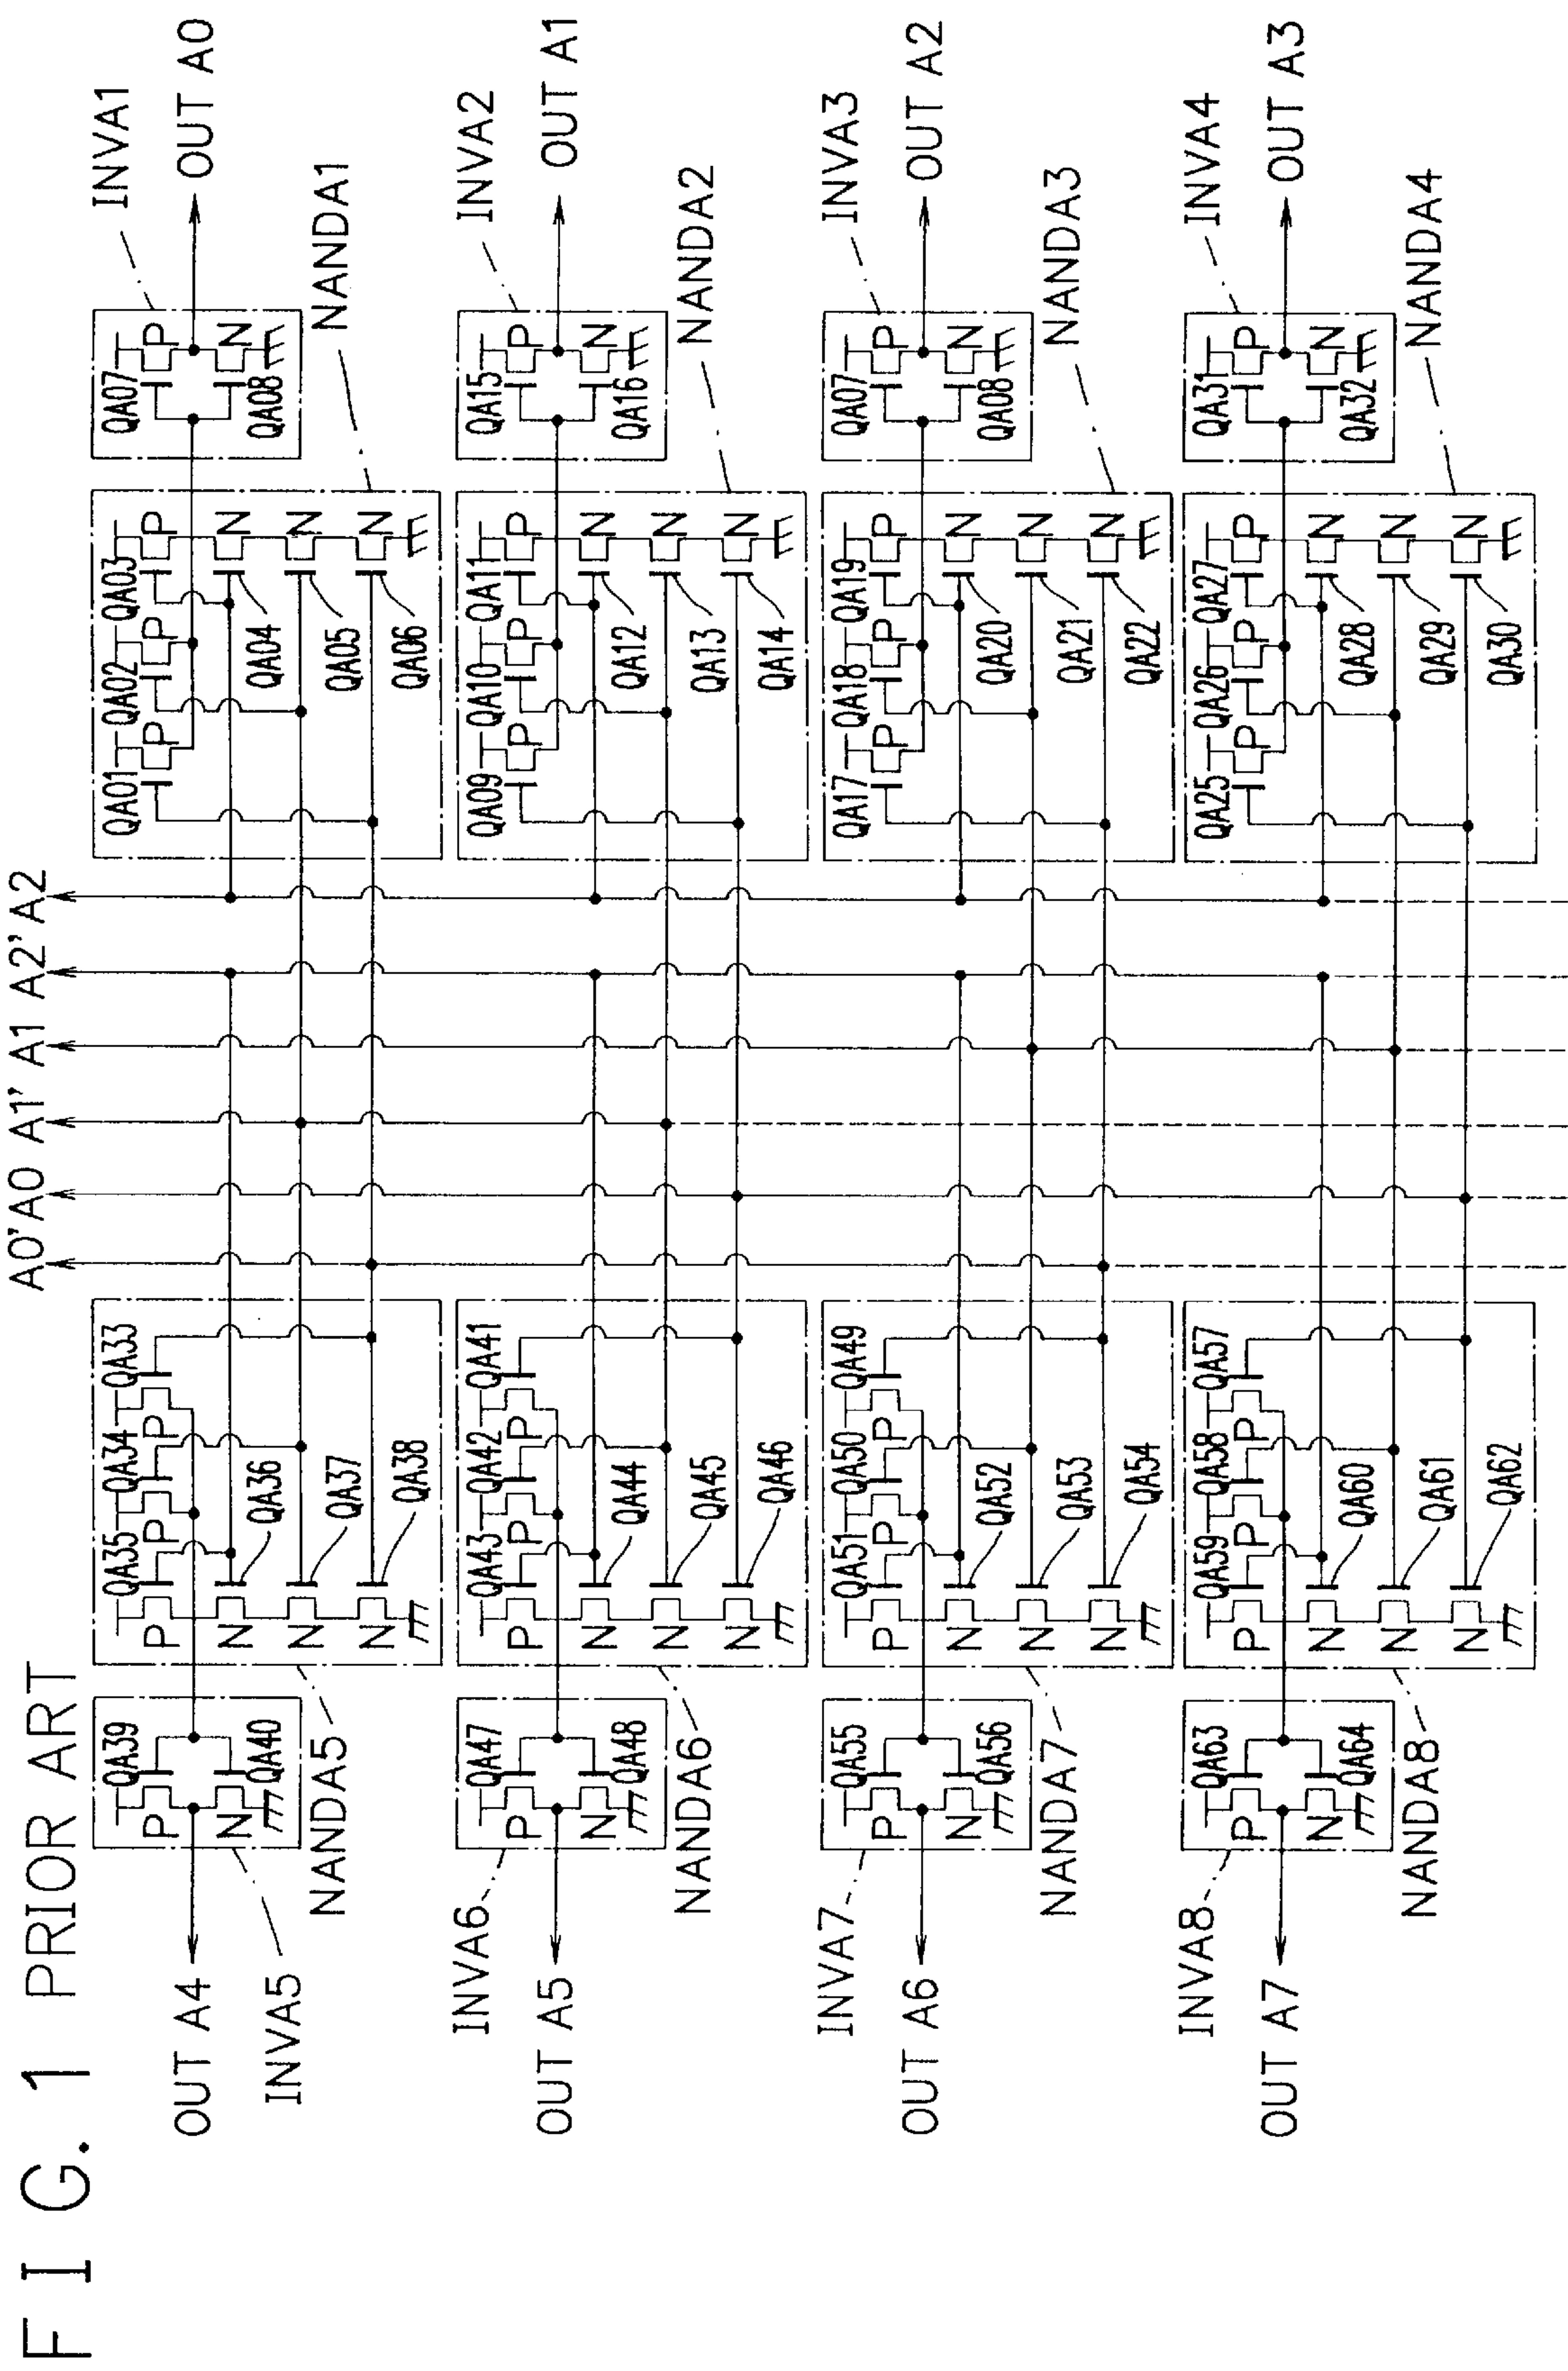 FIG. 1 PRIOR ART
A0' A0 A1' A1 A2' A2
QA39 QA35 QA34 QA33 QA01 QA02 QA03 QA07 INVA1
P P P P P P P P
OUT A4 OUT A0
N N N N
QA40 QA36 QA04 QA08
INVA5 N QA37 QA05 N
NANDA5 NANDA1
N QA38 QA06 N
INVA6 QA47 QA43 QA42 QA41 QA09 QA10 QA11 QA15 INVA2
P P P P P P P P
OUT A5 OUT A1
N N N N
QA48 QA44 QA12 QA16
N QA45 QA13 N
NANDA6 NANDA2
N QA46 QA14 N
INVA7 QA55 QA51 QA50 QA49 QA17 QA18 QA19 QA07 INVA3
P P P P P P P P
OUT A6 OUT A2
N N N N
QA56 QA52 QA20 QA08
N QA53 QA21 N
NANDA7 NANDA3
N QA54 QA22 N
INVA8 QA63 QA59 QA58 QA57 QA25 QA26 QA27 QA31 INVA4
P P P P P P P P
OUT A7 OUT A3
N N N N
QA64 QA60 QA28 QA32
N QA61 QA29 N
NANDA8 NANDA4
N QA62 QA30 N